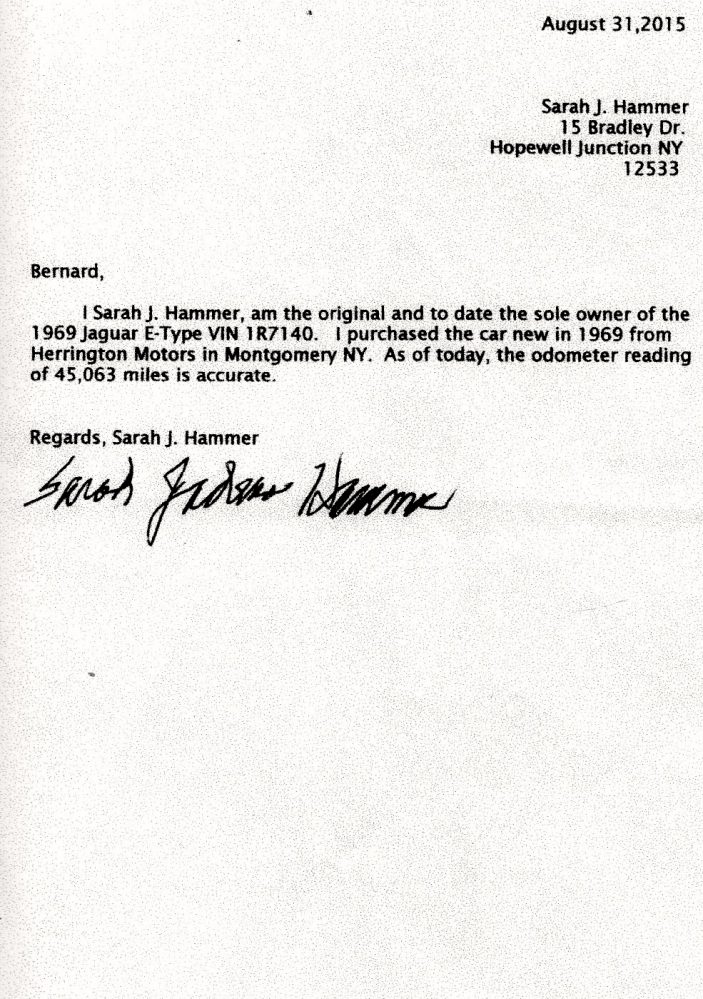 August 31,2015
Sarah J. Hammer
15 Bradley Dr.
Hopewell Junction NY
12533
Bernard,
I Sarah J. Hammer, am the original and to date the sole owner of the
1969 Jaguar E-Type VIN 1R7140. I purchased the car new in 1969 from
Herrington Motors in Montgomery NY. As of today, the odometer reading
of 45,063 miles is accurate.
Regards, Sarah J. Hammer
Sarah Hammer